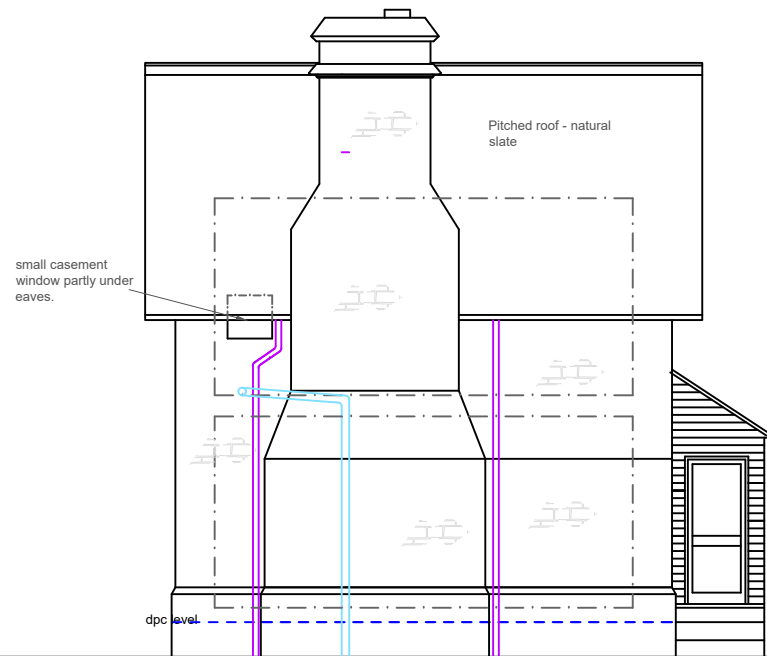 Pitched roof - natural
slate
small casement
window partly under
eaves.
dpc level